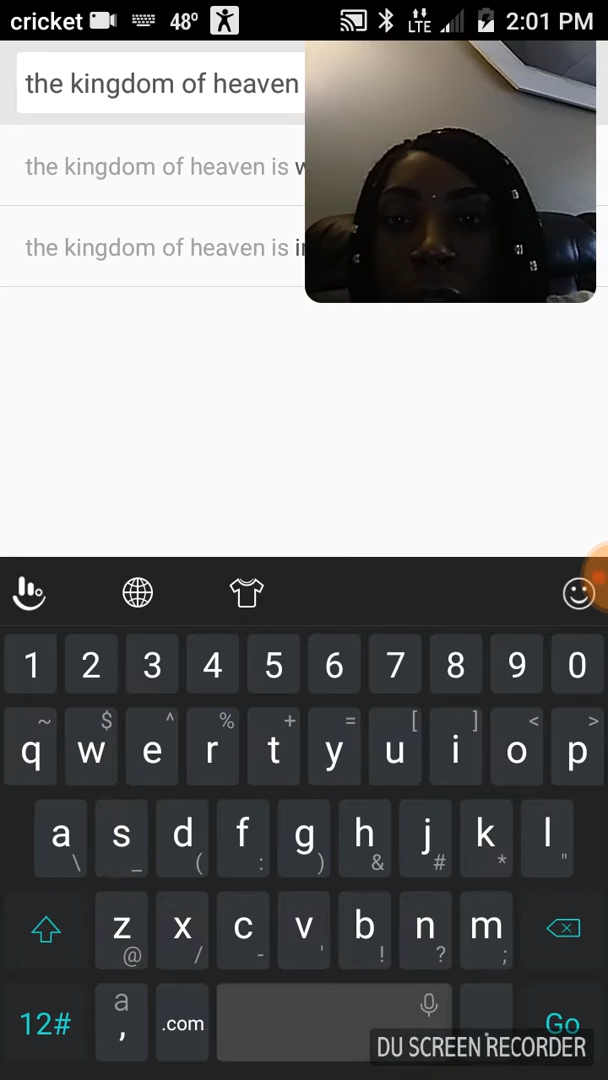 cricket 48° LTE 2:01 PM
the kingdom of heaven
the kingdom of heaven is
the kingdom of heaven is
1 2 3 4 5 6 7 8 9 0
~ $ ^ % + = [ ] < >
q w e r t y u i o p
a s d f g h j k l
\ _ ( : ) & # * "
z x c v b n m
@ / - ' ! ? ;
12# a , .com . Go
DU SCREEN RECORDER